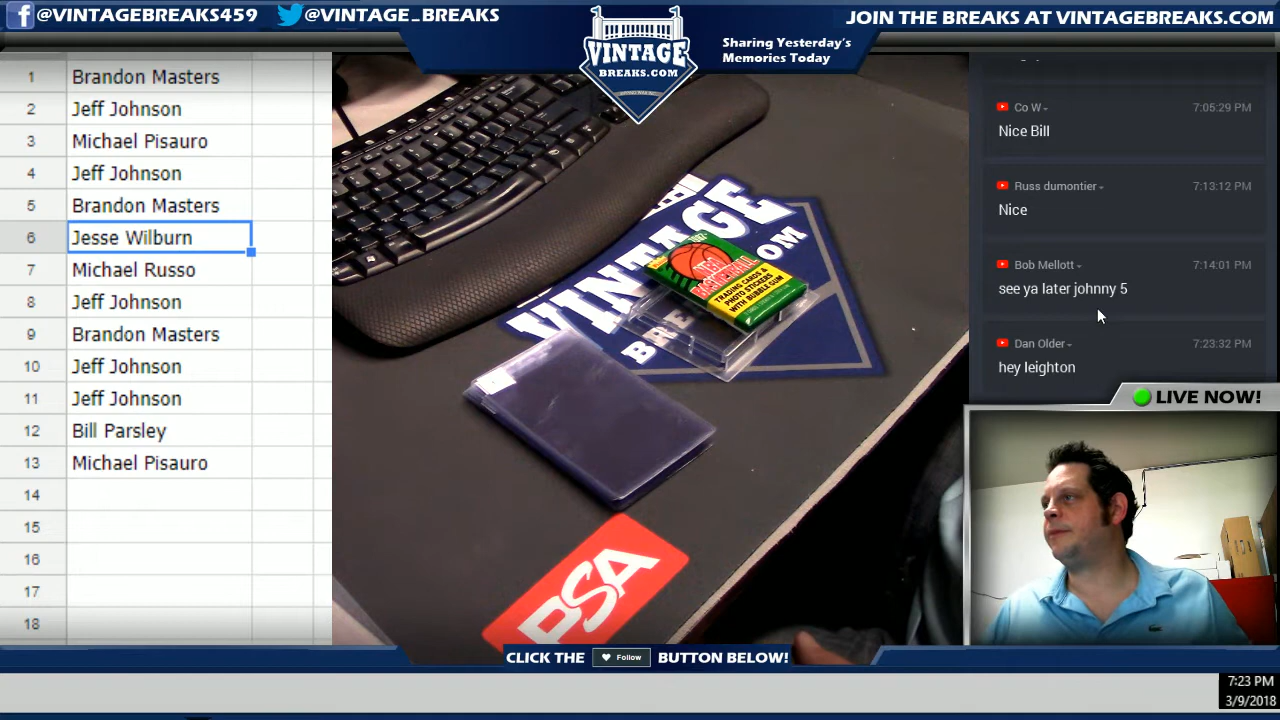 @VINTAGEBREAKS459
@VINTAGE_BREAKS
VINTAGE
BREAKS.COM
Sharing Yesterday's
Memories Today
JOIN THE BREAKS AT VINTAGEBREAKS.COM
1 Brandon Masters
2 Jeff Johnson
3 Michael Pisauro
4 Jeff Johnson
5 Brandon Masters
6 Jesse Wilburn
7 Michael Russo
8 Jeff Johnson
9 Brandon Masters
10 Jeff Johnson
11 Jeff Johnson
12 Bill Parsley
13 Michael Pisauro
14
15
16
17
18
VINTAGE
BRE
OM
NBA
BASKETBALL
TRADING CARDS &
PHOTO STICKERS
WITH BUBBLE GUM
PSA
Co W 7:05:29 PM
Nice Bill
Russ dumontier 7:13:12 PM
Nice
Bob Mellott 7:14:01 PM
see ya later johnny 5
Dan Older 7:23:32 PM
hey leighton
LIVE NOW!
CLICK THE Follow BUTTON BELOW!
7:23 PM
3/9/2018